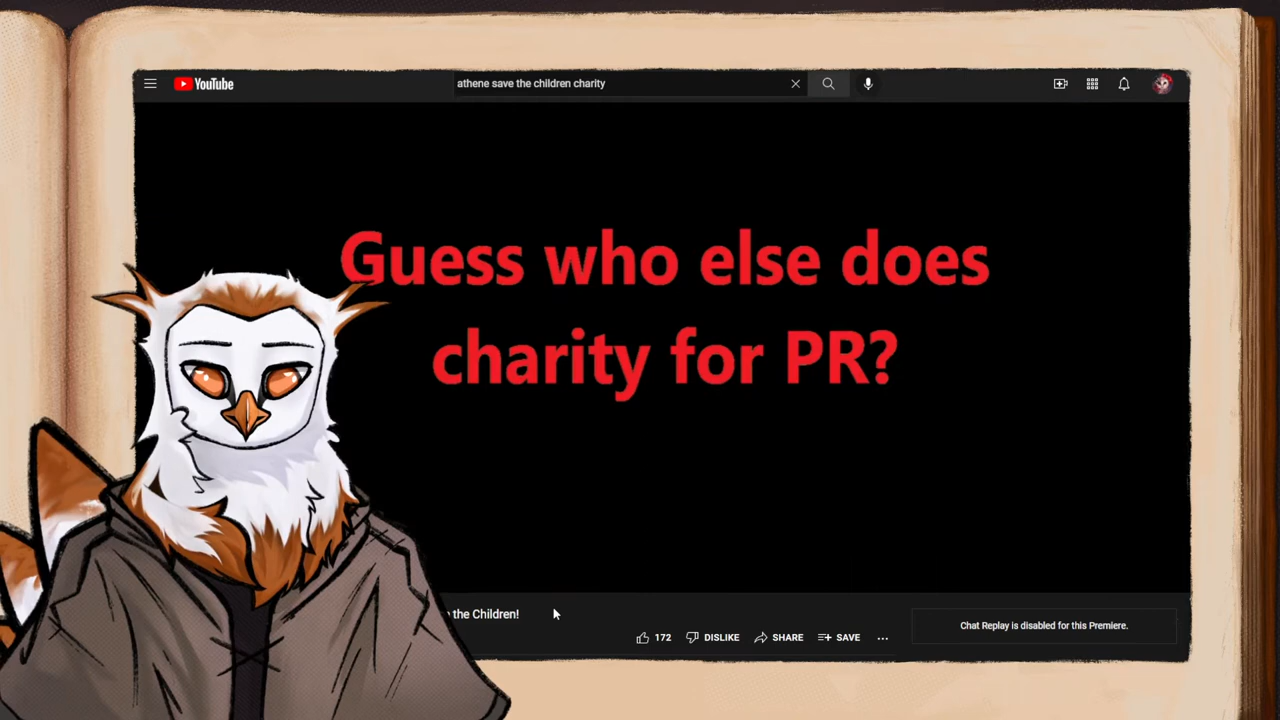 YouTube
athene save the children charity
Guess who else does
charity for PR?
the Children!
172
DISLIKE
SHARE
SAVE
Chat Replay is disabled for this Premiere.